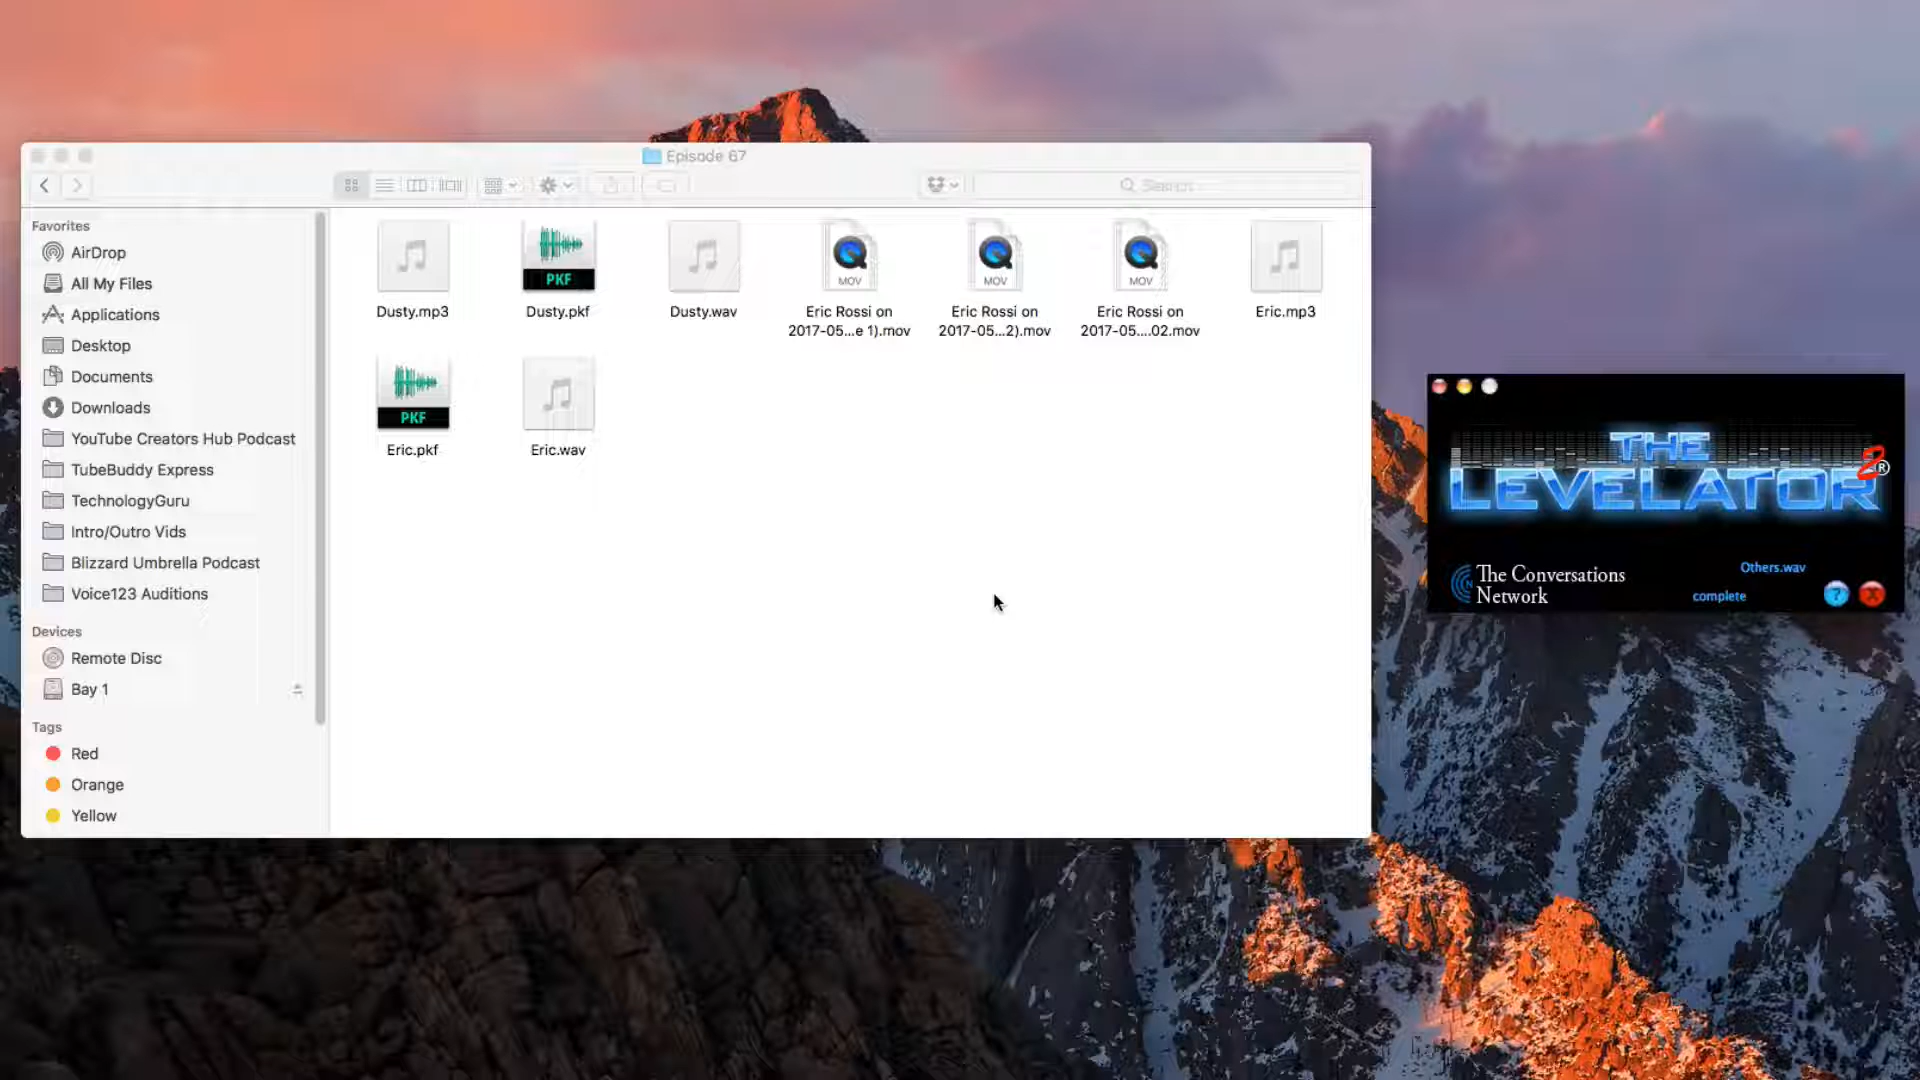 Episode 67
Search
Favorites
AirDrop
All My Files
Applications
Desktop
Documents
Downloads
YouTube Creators Hub Podcast
TubeBuddy Express
TechnologyGuru
Intro/Outro Vids
Blizzard Umbrella Podcast
Voice123 Auditions
Devices
Remote Disc
Bay 1
Tags
Red
Orange
Yellow
PKF
MOV
MOV
MOV
Dusty.mp3
Dusty.pkf
Dusty.wav
Eric Rossi on
2017-05...e 1).mov
Eric Rossi on
2017-05...2).mov
Eric Rossi on
2017-05....02.mov
Eric.mp3
PKF
Eric.pkf
Eric.wav
THE
LEVELATOR
2®
The Conversations
Network
Others.wav
complete
?
X